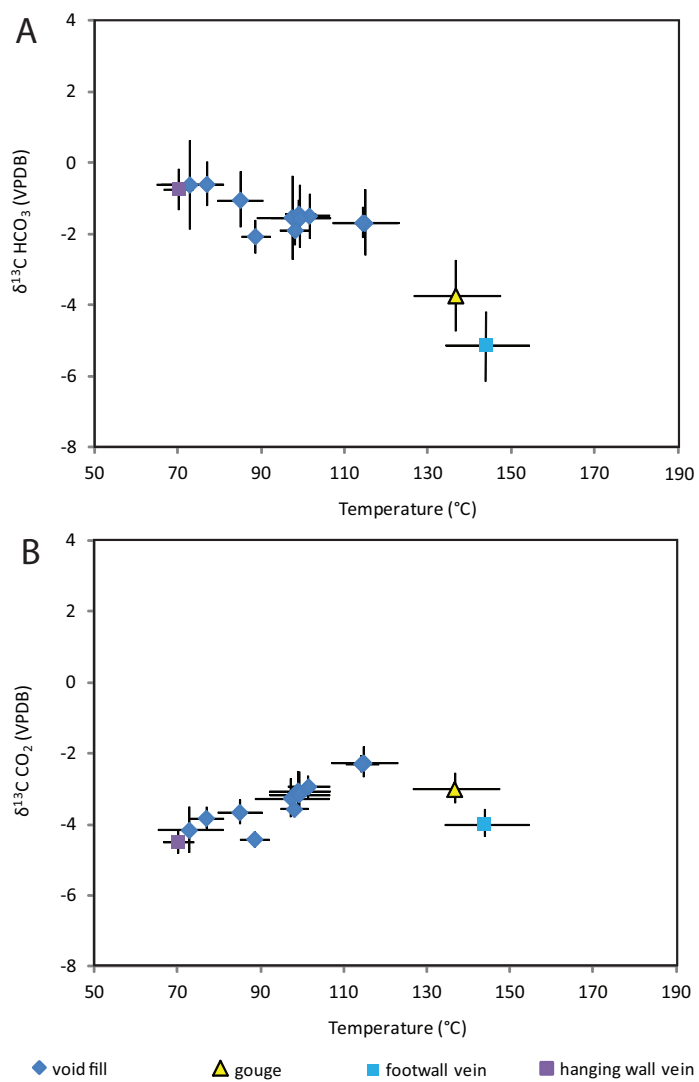 A
4
2
0
-2
-4
-6
-8
δ¹³C HCO₃ (VPDB)
50 70 90 110 130 150 170 190
Temperature (°C)
B
4
2
0
-2
-4
-6
-8
δ¹³C CO₂ (VPDB)
50 70 90 110 130 150 170 190
Temperature (°C)
void fill gouge footwall vein hanging wall vein